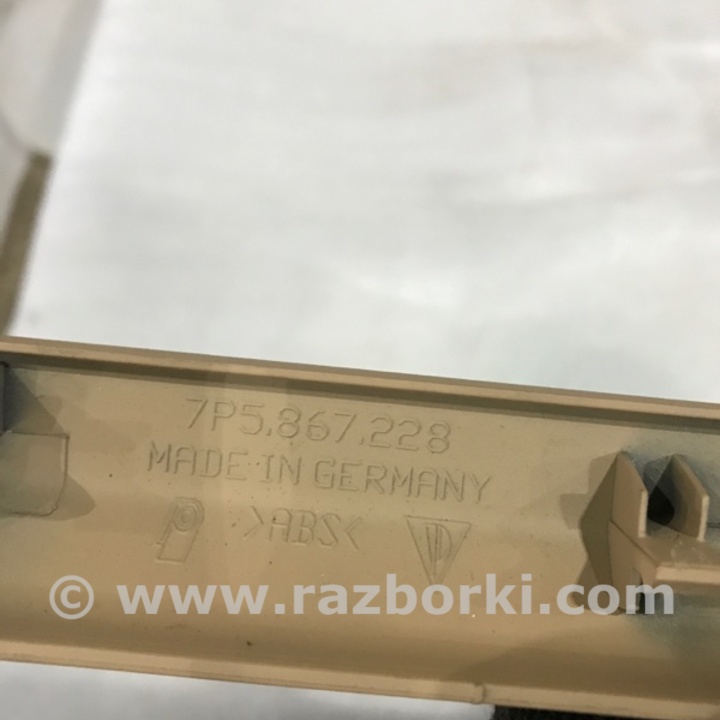 7P5.867.228
MADE IN GERMANY
>ABS<
© www.razborki.com